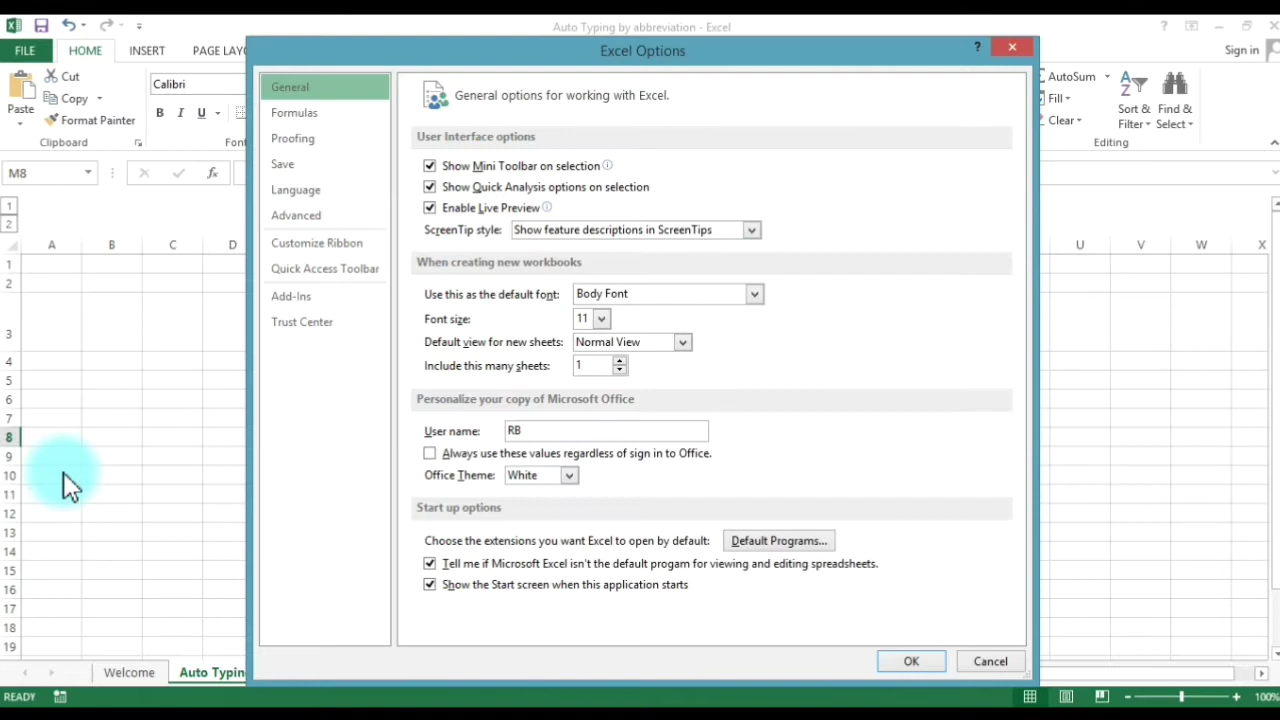 Auto Typing by abbreviation - Excel
FILE HOME INSERT PAGE LAYO Sign in
Excel Options
Paste Cut Copy Format Painter Clipboard
Calibri
B I U Font
AutoSum Fill Clear Sort & Filter Find & Select Editing
M8 fx
1
2
A B C D U V W X
1
2
3
4
5
6
7
8
9
10
11
12
13
14
15
16
17
18
19
General
Formulas
Proofing
Save
Language
Advanced
Customize Ribbon
Quick Access Toolbar
Add-Ins
Trust Center
General options for working with Excel.
User Interface options
Show Mini Toolbar on selection
Show Quick Analysis options on selection
Enable Live Preview
ScreenTip style: Show feature descriptions in ScreenTips
When creating new workbooks
Use this as the default font: Body Font
Font size: 11
Default view for new sheets: Normal View
Include this many sheets: 1
Personalize your copy of Microsoft Office
User name: RB
Always use these values regardless of sign in to Office.
Office Theme: White
Start up options
Choose the extensions you want Excel to open by default: Default Programs...
Tell me if Microsoft Excel isn't the default progam for viewing and editing spreadsheets.
Show the Start screen when this application starts
OK Cancel
Welcome Auto Typing
READY 100%